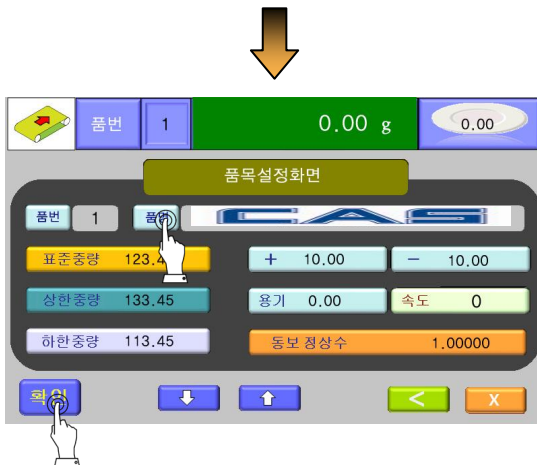 품번 1 0.00 g 0.00
품목설정화면
품번 1 CAS
표준중량 + 10.00 - 10.00
상한중량 133.45 용기 0.00 속도 0
하한중량 113.45 동보정상수 1.00000
확인 < X